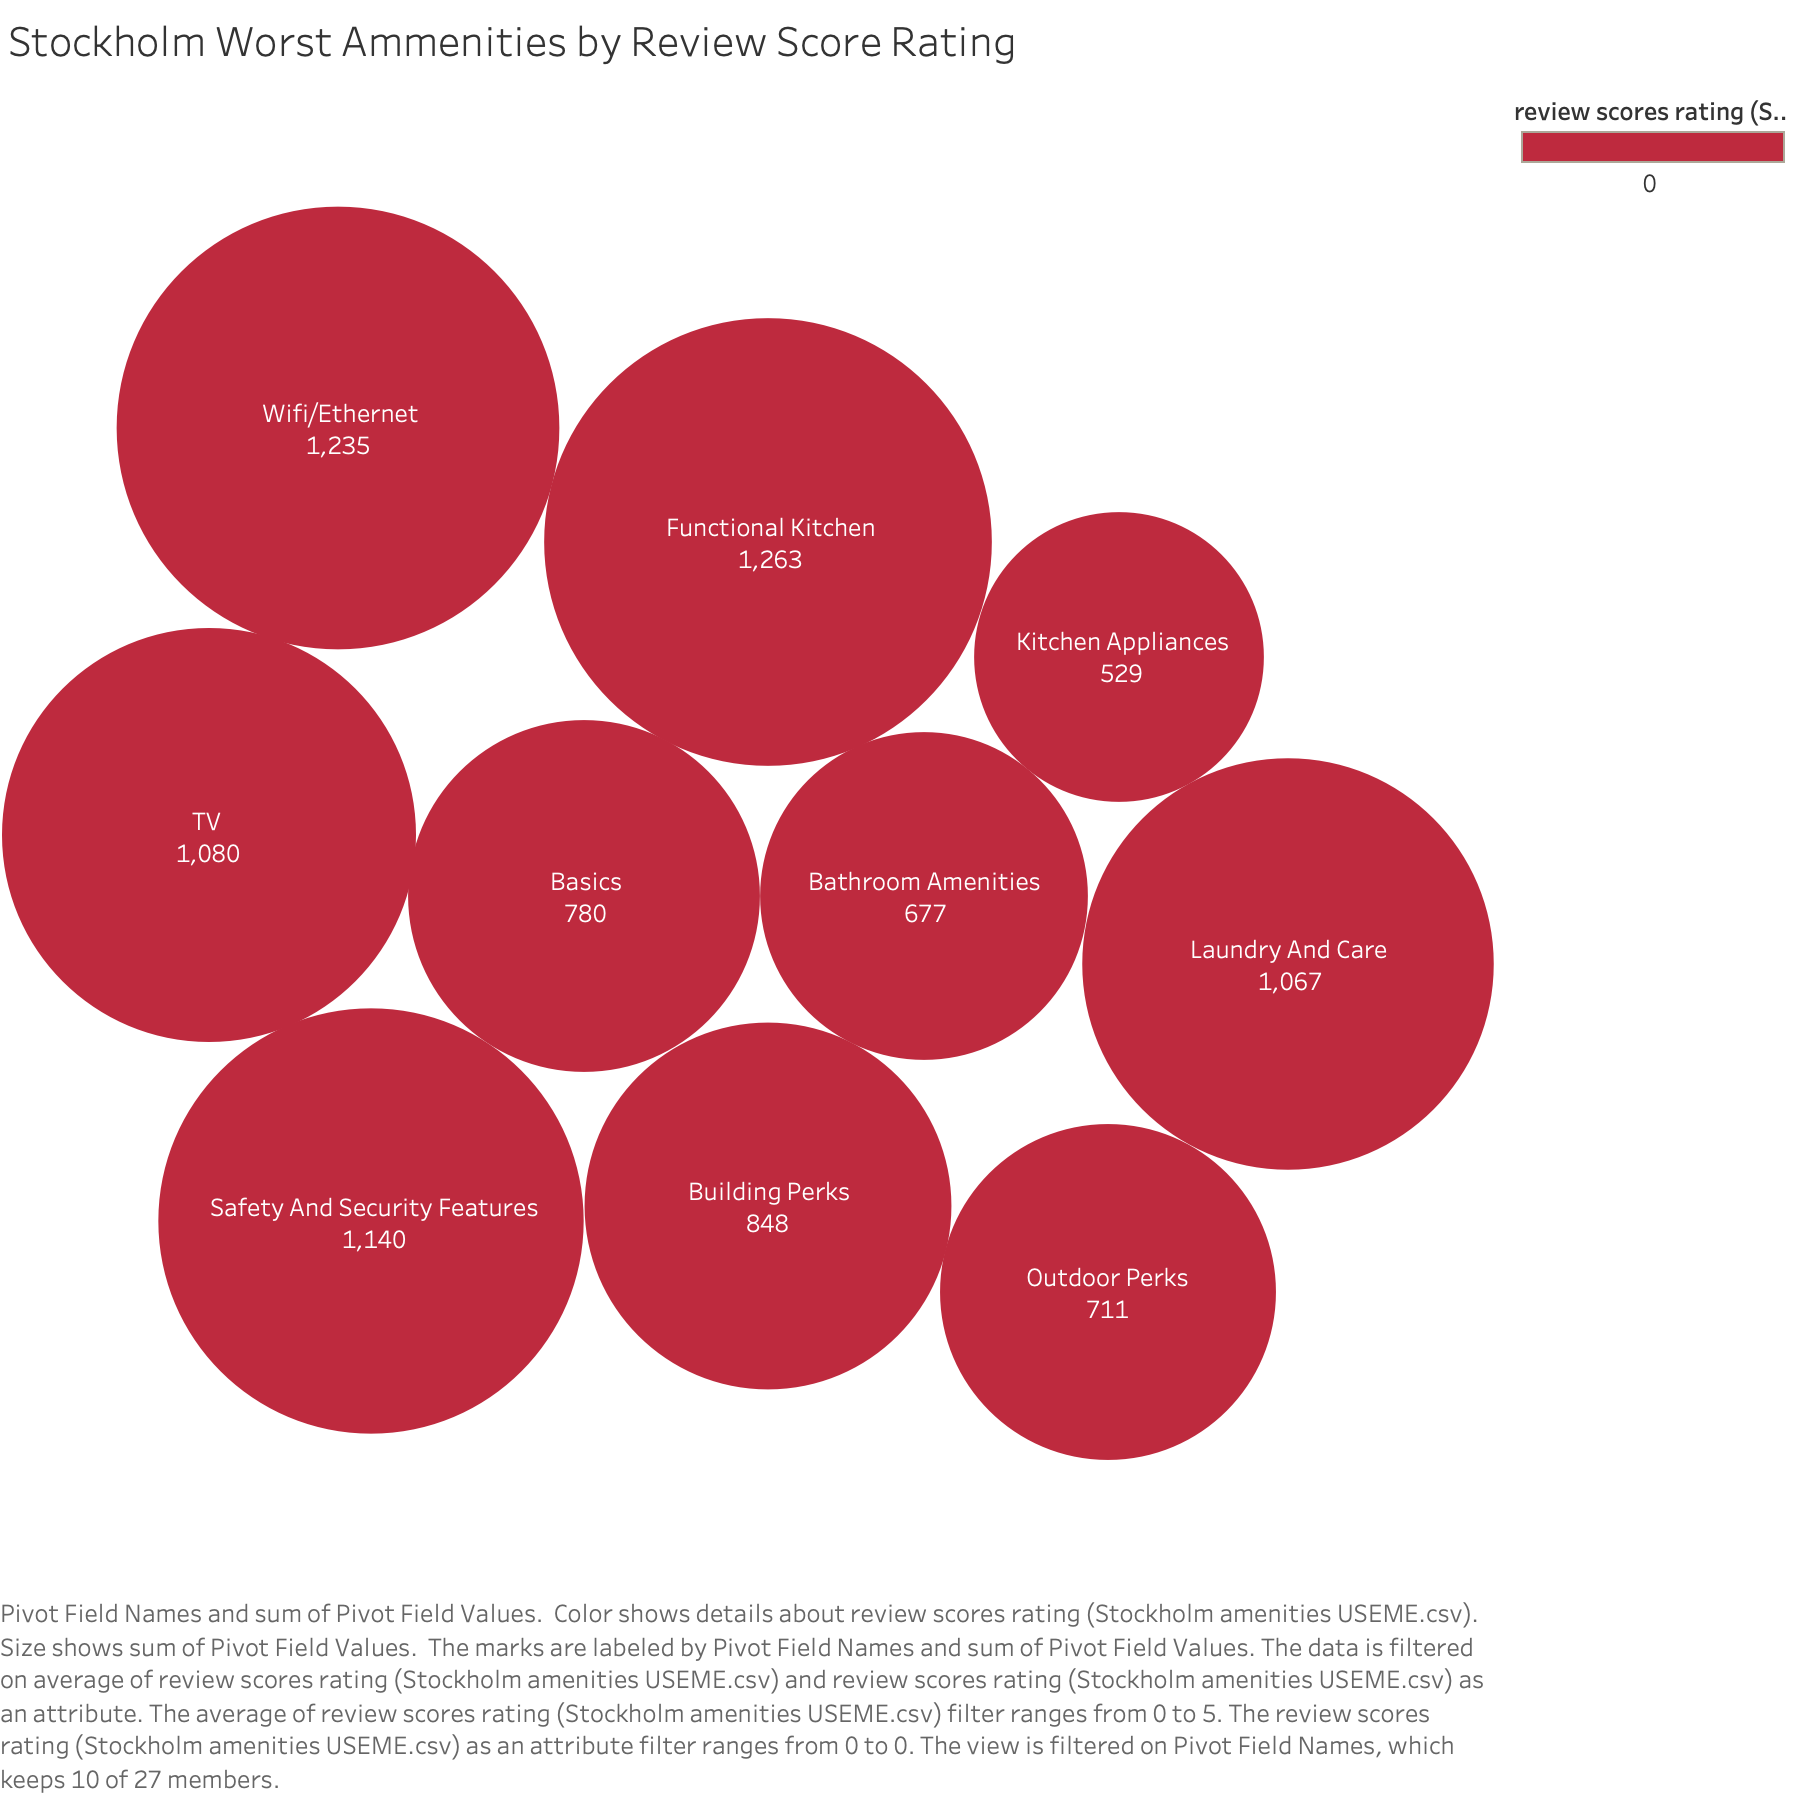 Stockholm Worst Ammenities by Review Score Rating
review scores rating (S..
0
Wifi/Ethernet
1,235
Functional Kitchen
1,263
Kitchen Appliances
529
TV
1,080
Basics
780
Bathroom Amenities
677
Laundry And Care
1,067
Safety And Security Features
1,140
Building Perks
848
Outdoor Perks
711
Pivot Field Names and sum of Pivot Field Values.  Color shows details about review scores rating (Stockholm amenities USEME.csv).
Size shows sum of Pivot Field Values.  The marks are labeled by Pivot Field Names and sum of Pivot Field Values. The data is filtered
on average of review scores rating (Stockholm amenities USEME.csv) and review scores rating (Stockholm amenities USEME.csv) as
an attribute. The average of review scores rating (Stockholm amenities USEME.csv) filter ranges from 0 to 5. The review scores
rating (Stockholm amenities USEME.csv) as an attribute filter ranges from 0 to 0. The view is filtered on Pivot Field Names, which
keeps 10 of 27 members.